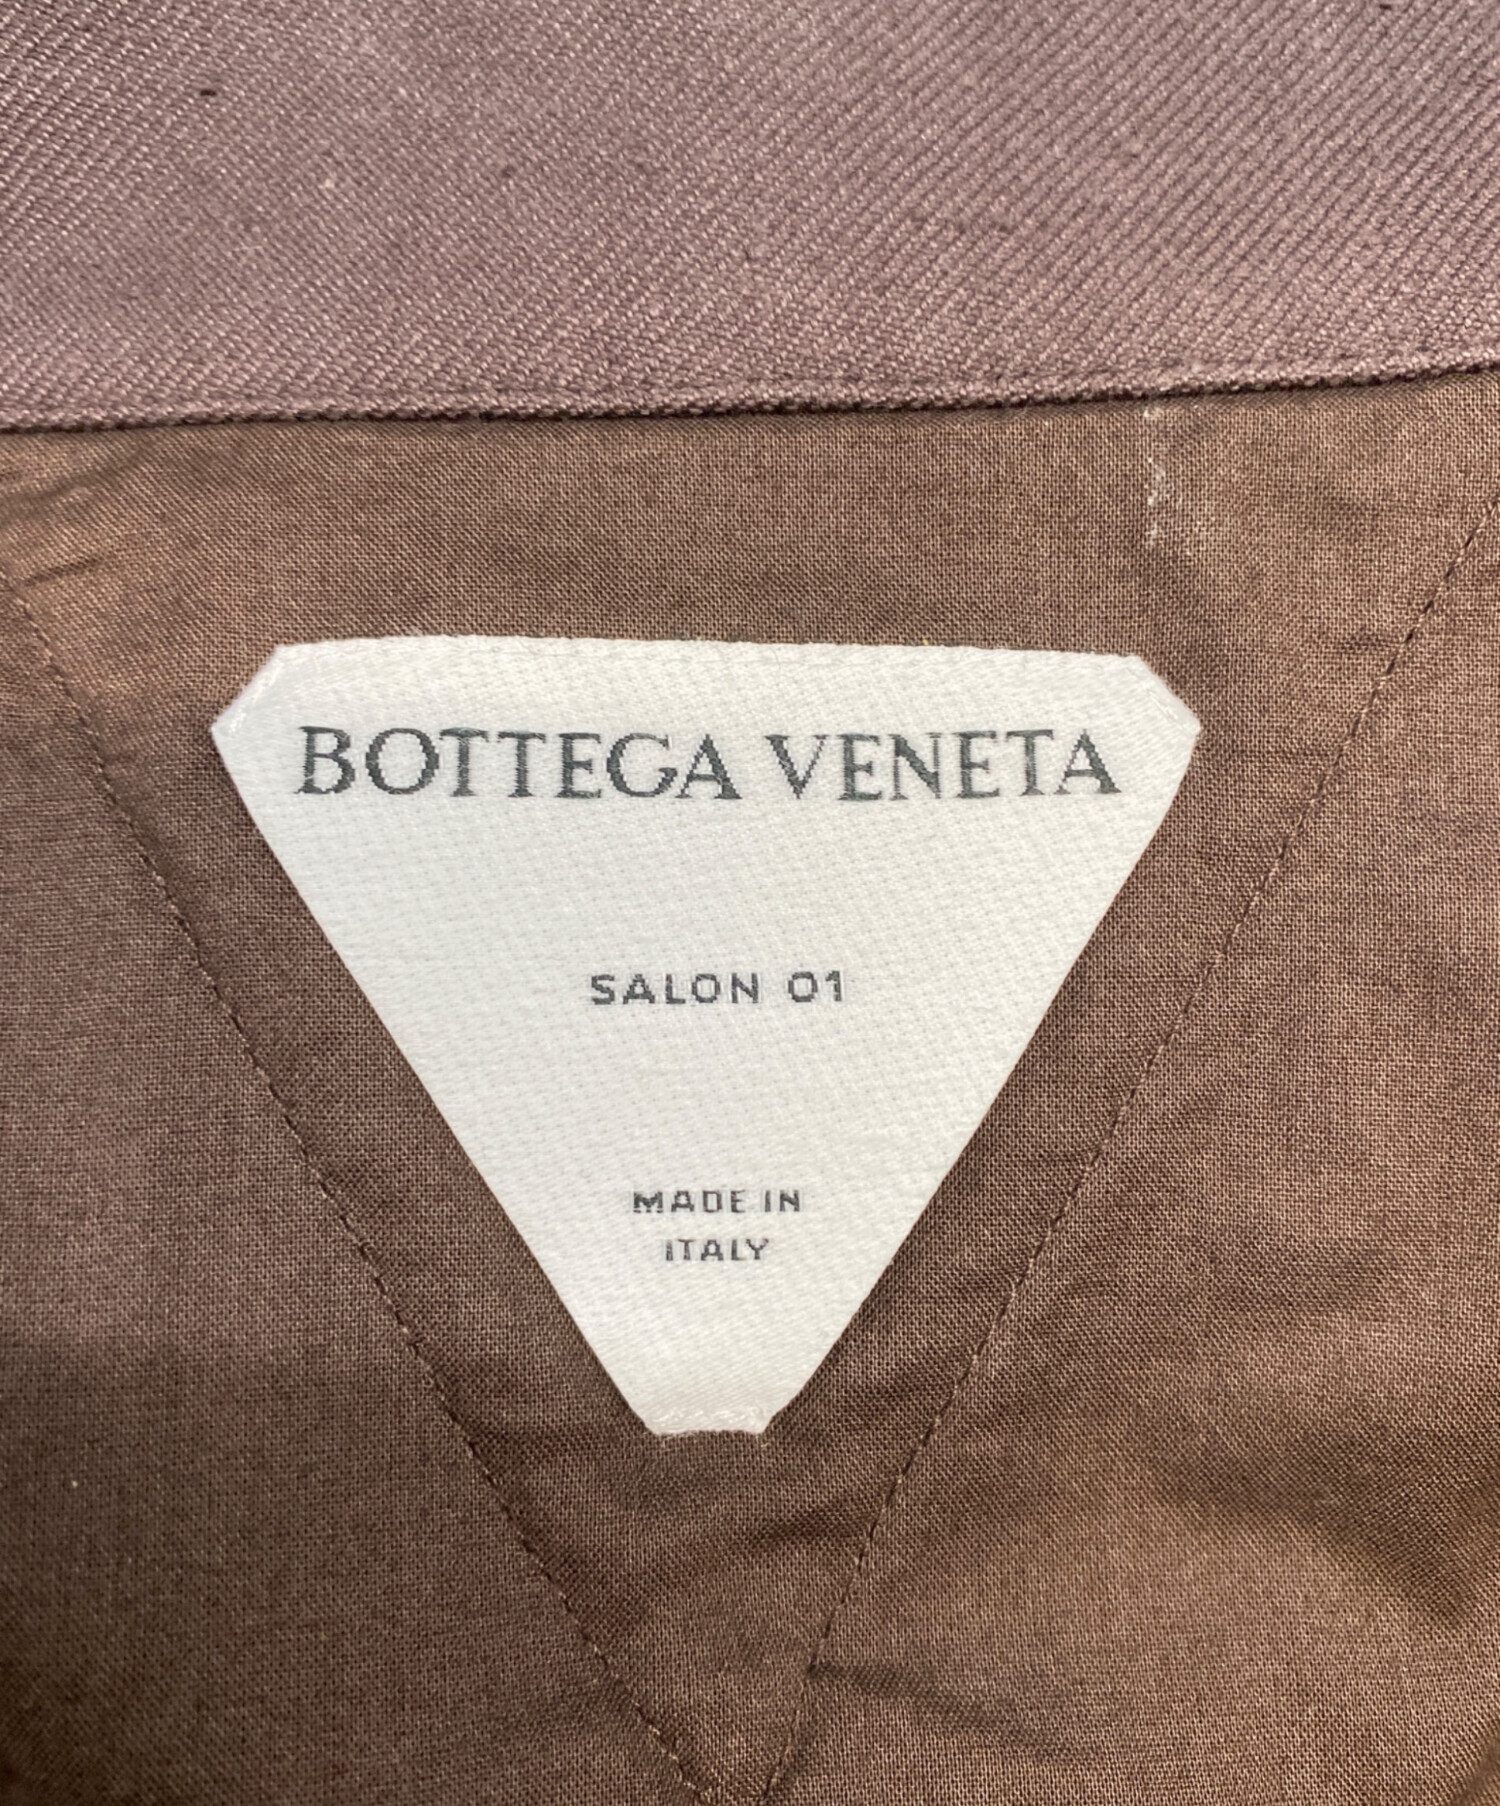 BOTTEGA VENETA
SALON 01
MADE IN
ITALY